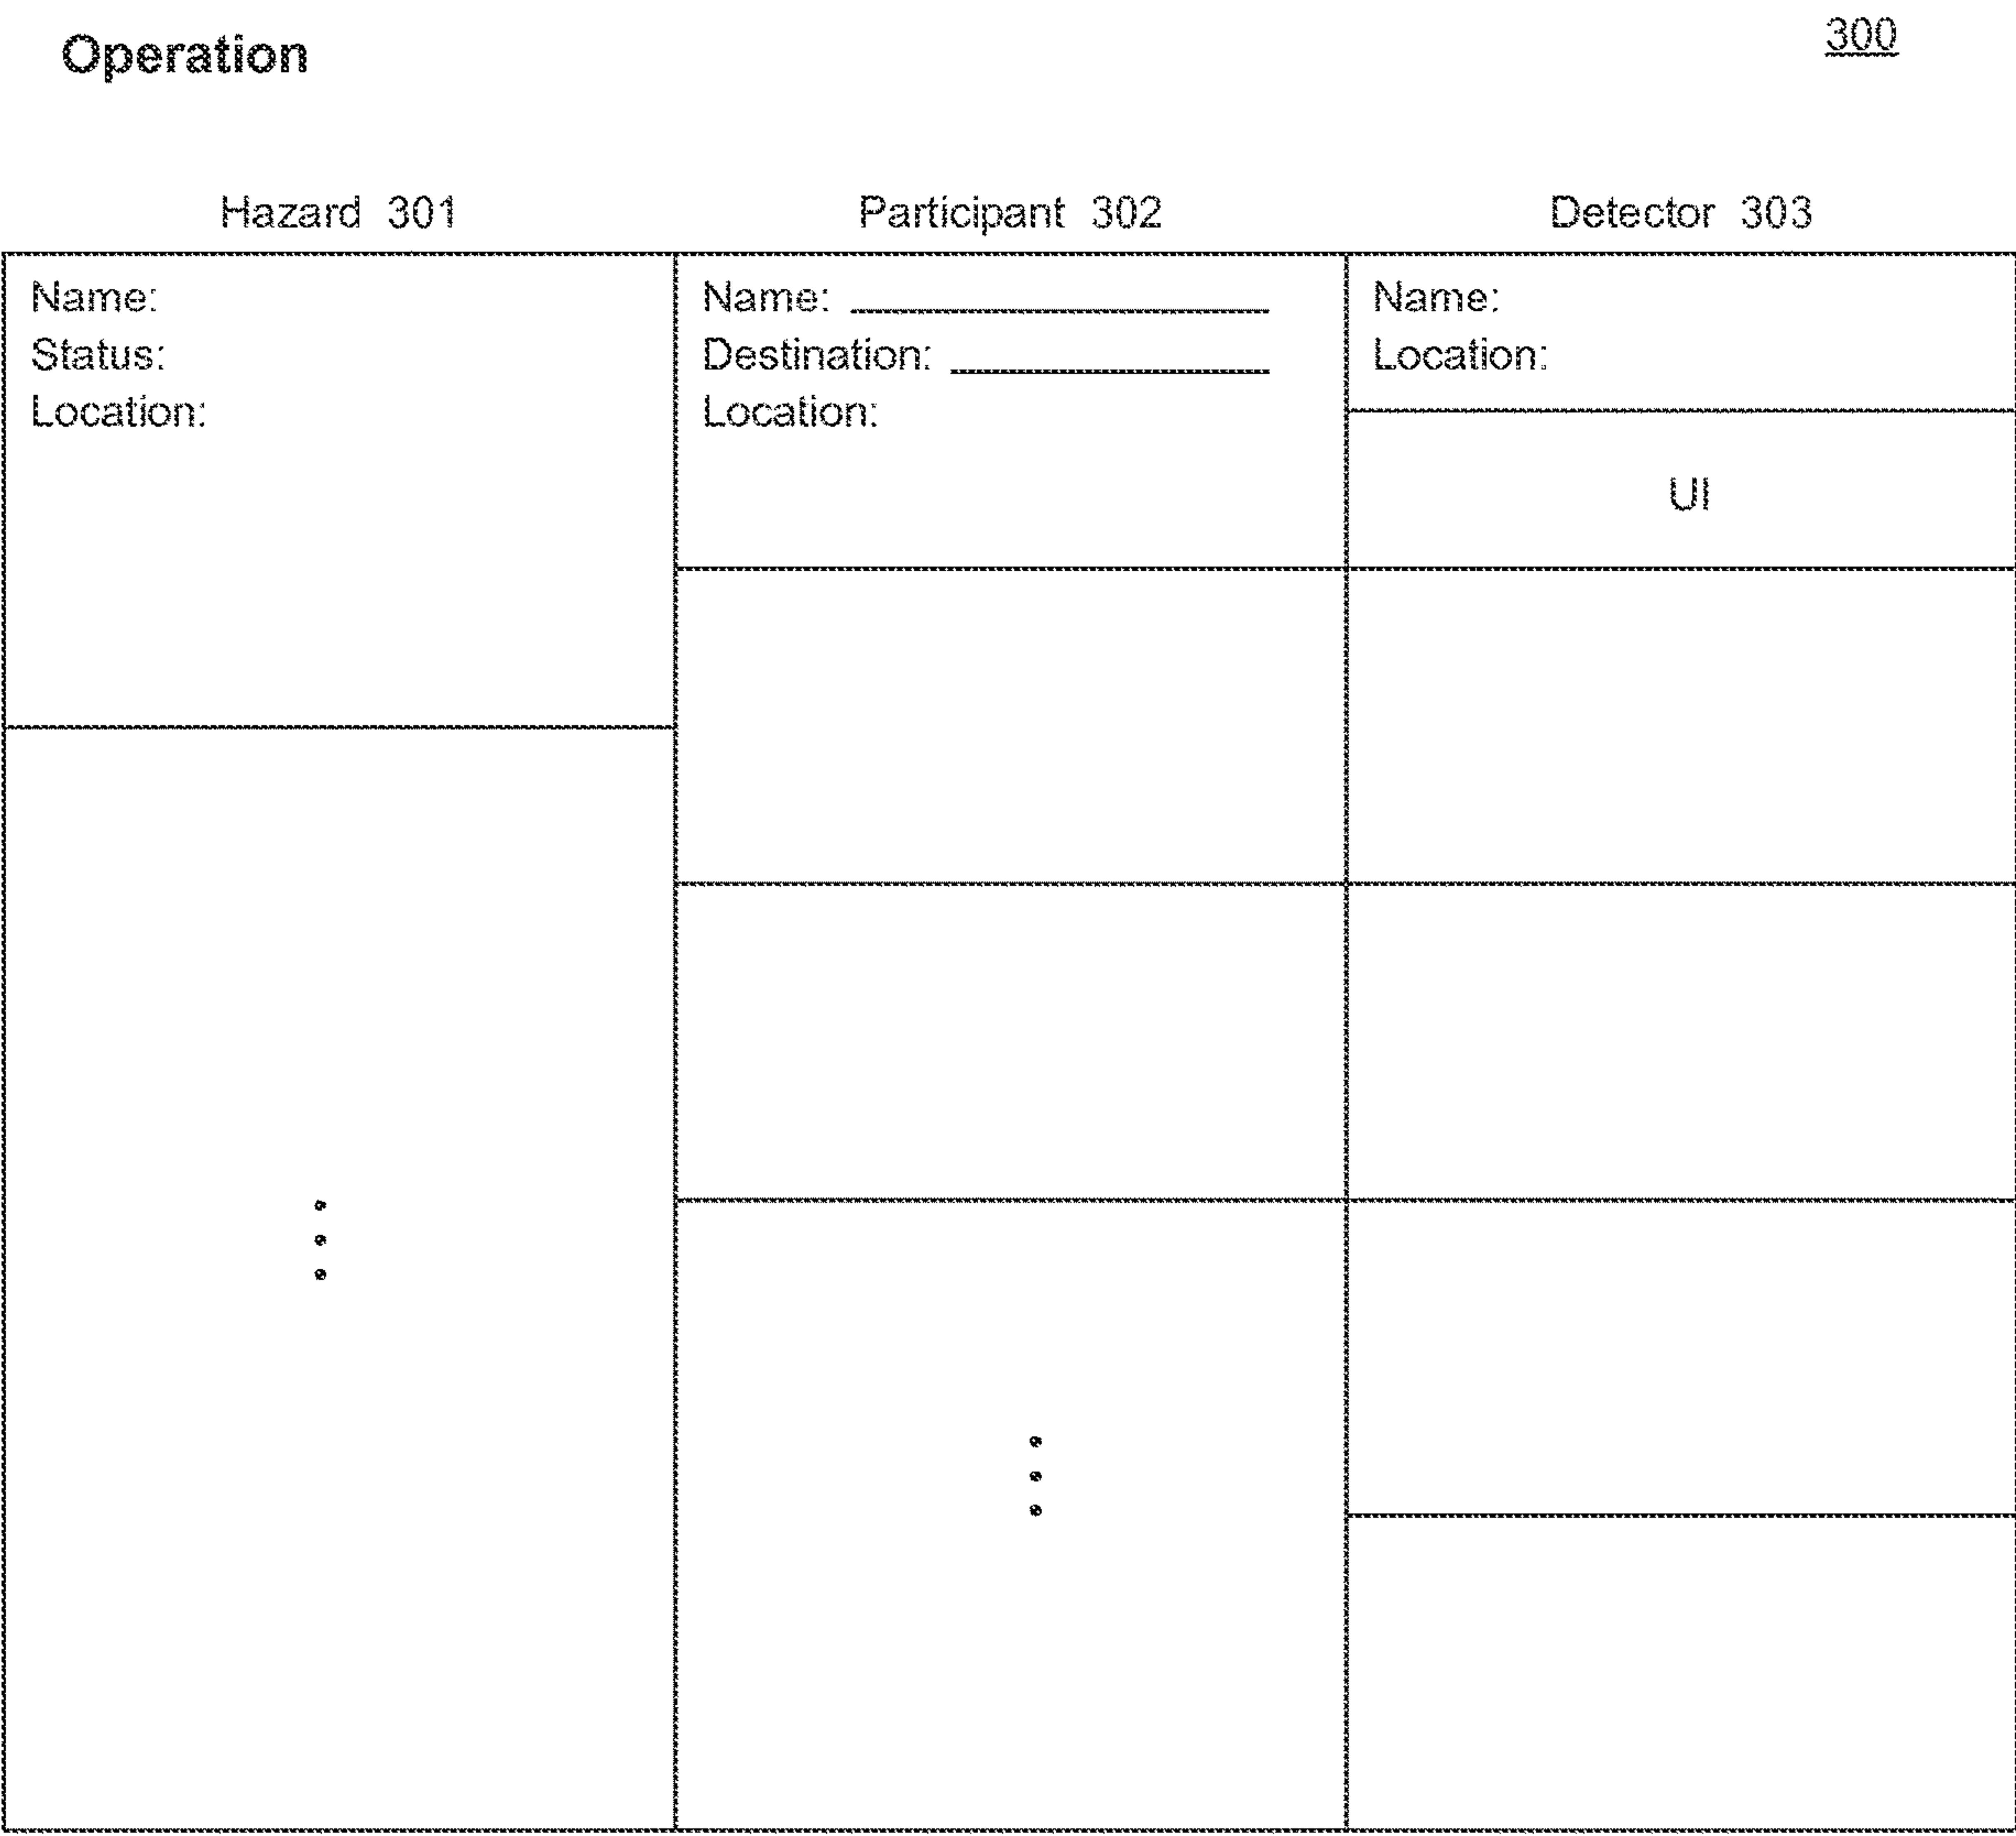 Operation
300
Hazard 301
Participant 302
Detector 303
Name:
Status:
Location:
Name:
Destination:
Location:
Name:
Location:
UI